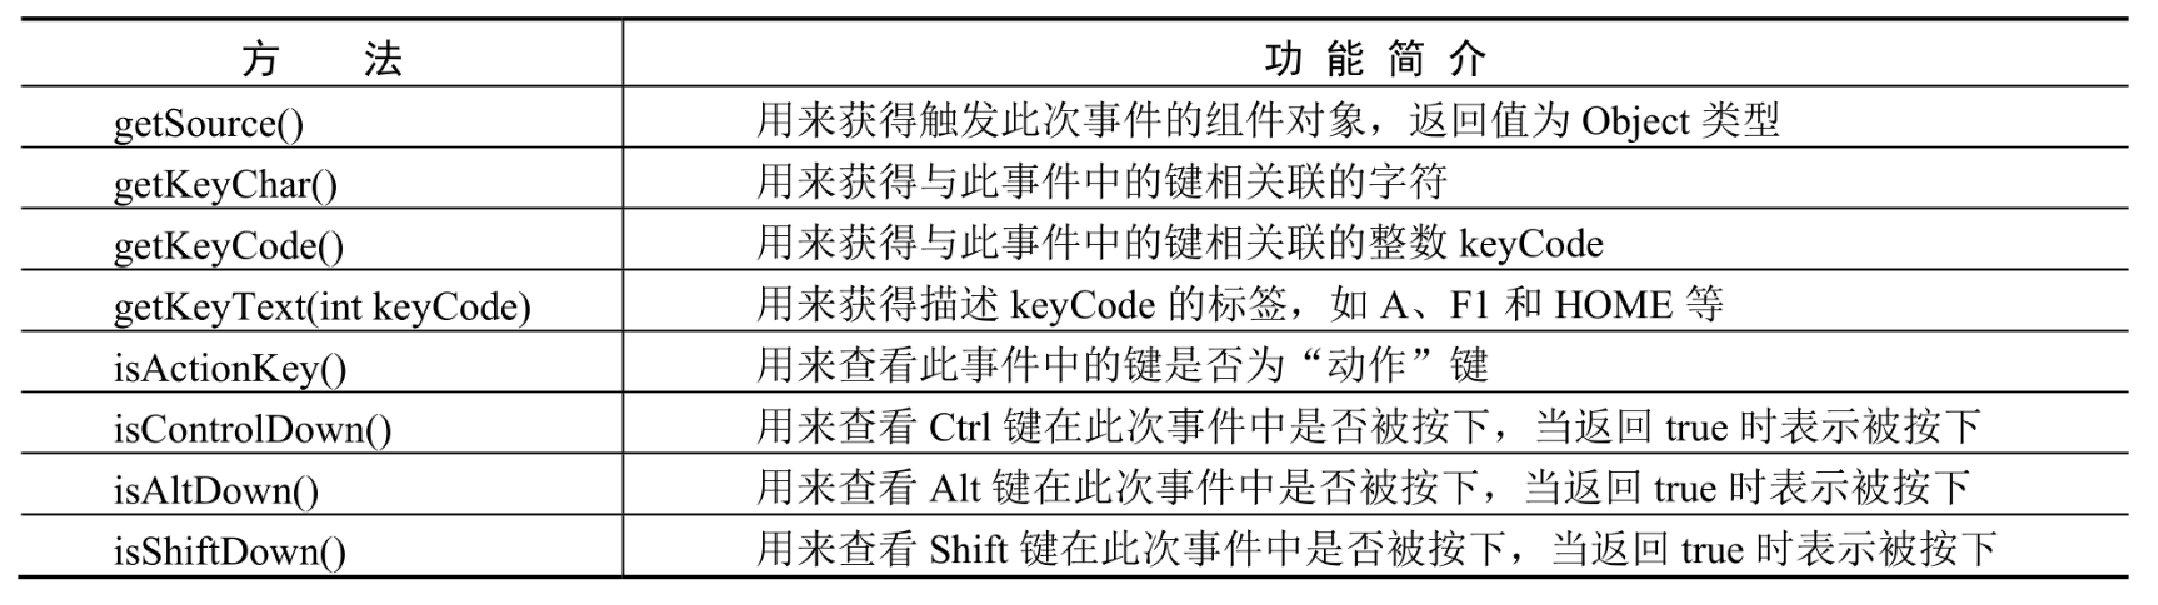 方 法 功 能 简 介
getSource() 用来获得触发此次事件的组件对象，返回值为 Object 类型
getKeyChar() 用来获得与此事件中的键相关联的字符
getKeyCode() 用来获得与此事件中的键相关联的整数 keyCode
getKeyText(int keyCode) 用来获得描述 keyCode 的标签，如 A、F1 和 HOME 等
isActionKey() 用来查看此事件中的键是否为“动作”键
isControlDown() 用来查看 Ctrl 键在此次事件中是否被按下，当返回 true 时表示被按下
isAltDown() 用来查看 Alt 键在此次事件中是否被按下，当返回 true 时表示被按下
isShiftDown() 用来查看 Shift 键在此次事件中是否被按下，当返回 true 时表示被按下